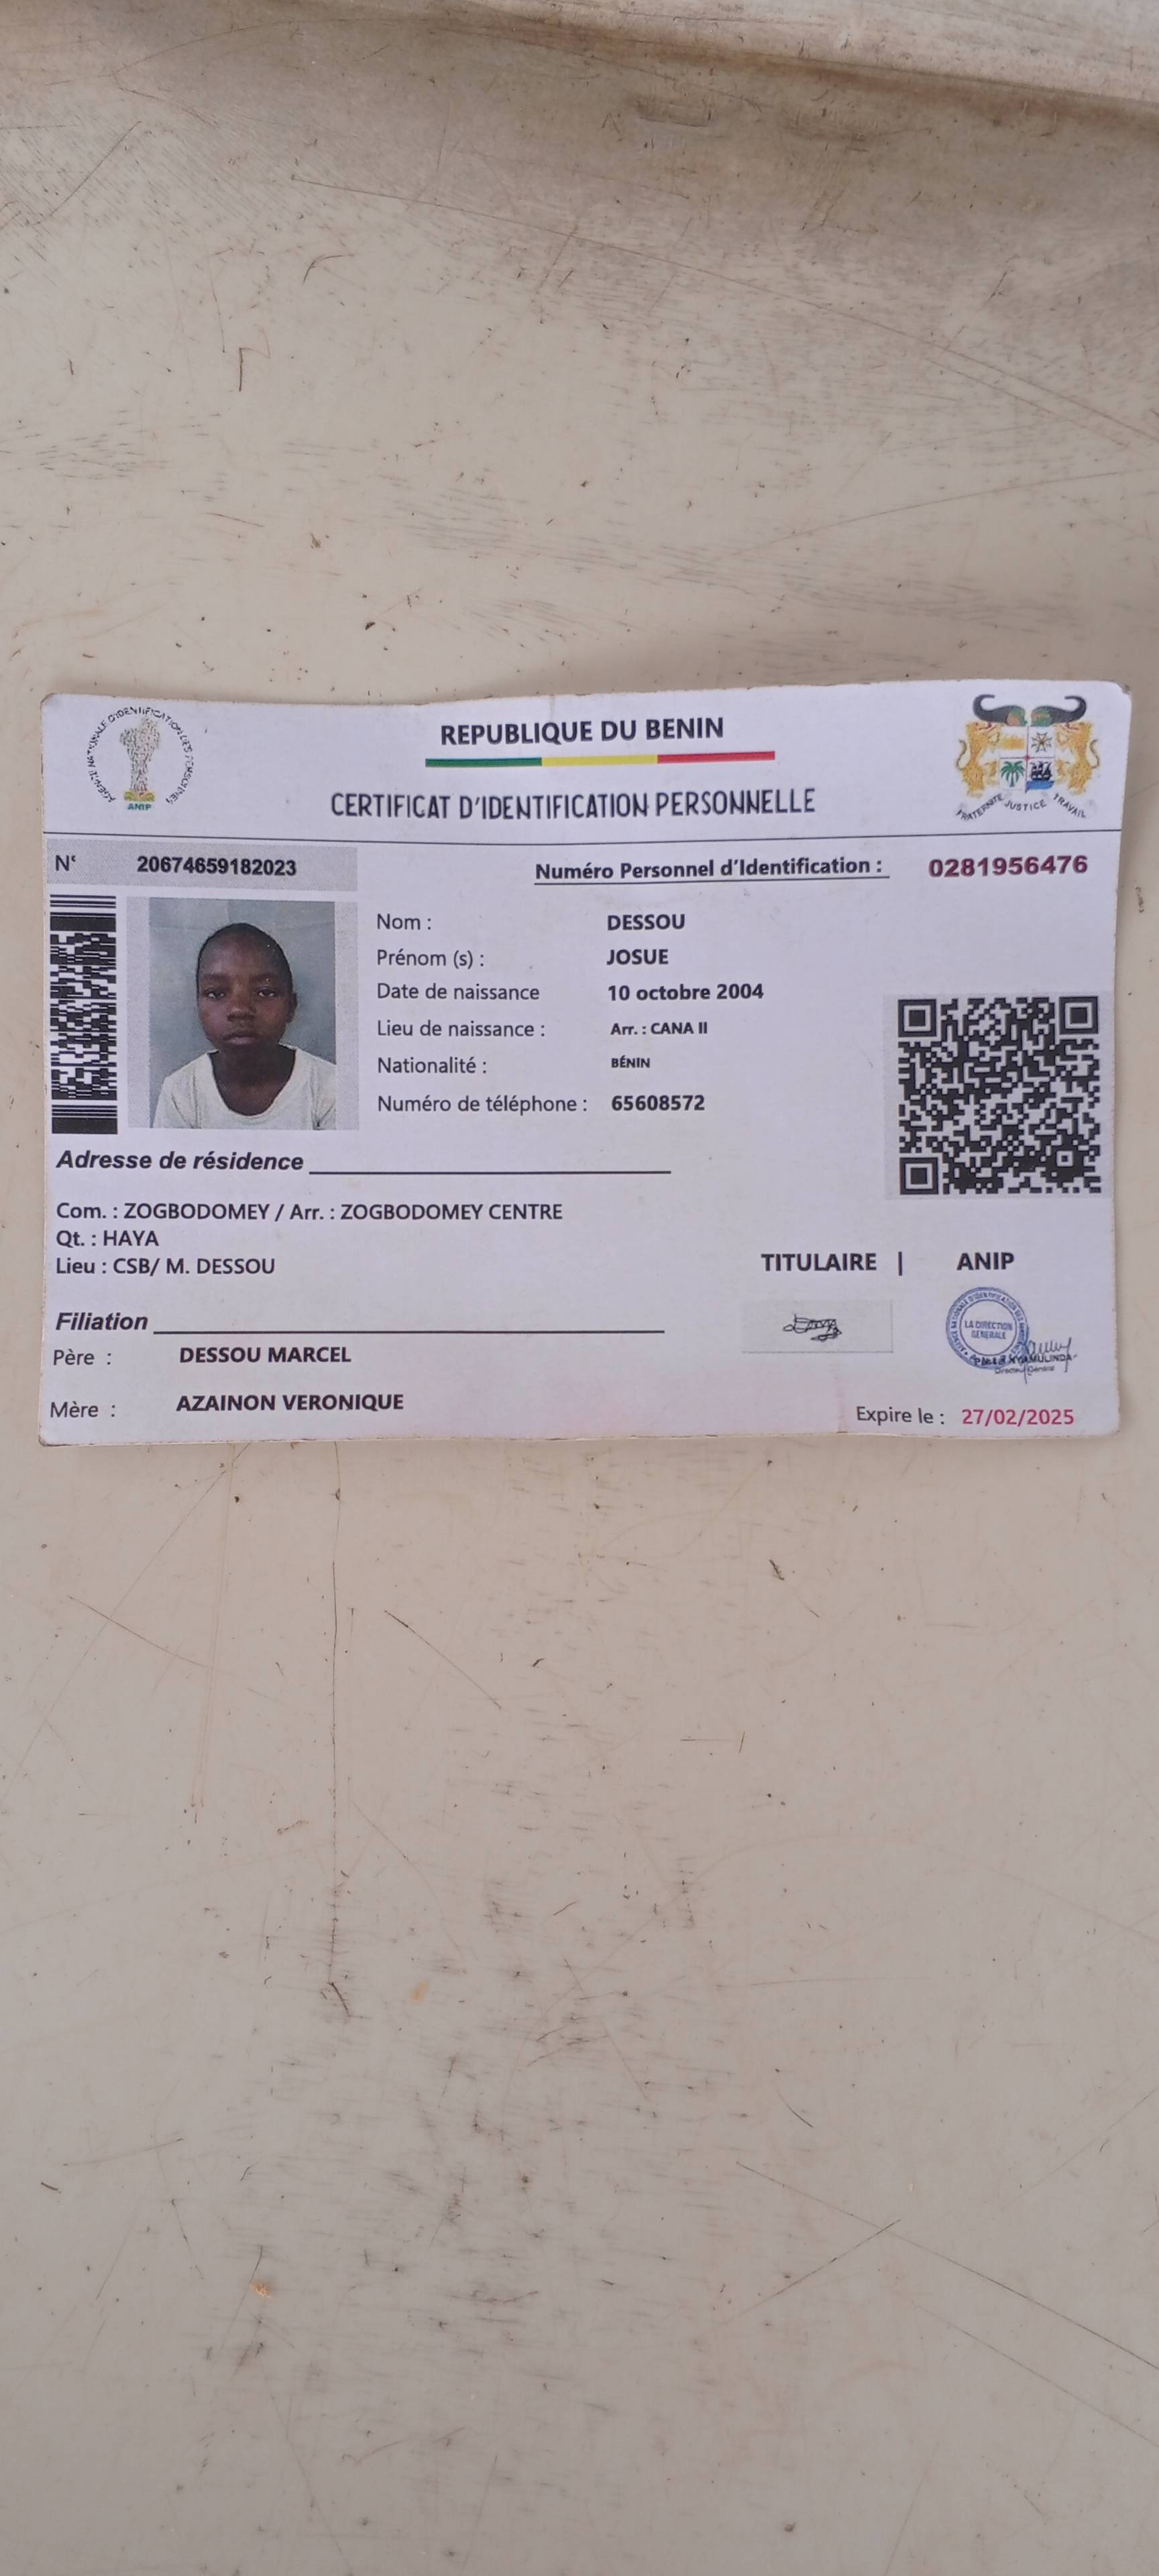 AGENCE NATIONALE D'IDENTIFICATION DES PERSONNES
ANIP
REPUBLIQUE DU BENIN
CERTIFICAT D'IDENTIFICATION PERSONNELLE
FRATERNITE JUSTICE TRAVAIL
N° 20674659182023
Numéro Personnel d'Identification : 0281956476
Nom : DESSOU
Prénom (s) : JOSUE
Date de naissance 10 octobre 2004
Lieu de naissance : Arr. : CANA II
Nationalité : BÉNIN
Numéro de téléphone : 65608572
Adresse de résidence
Com. : ZOGBODOMEY / Arr. : ZOGBODOMEY CENTRE
Qt. : HAYA
Lieu : CSB/ M. DESSOU
TITULAIRE | ANIP
LA DIRECTION
GENERALE
NYAMULINDA
Directeur Général
Filiation
Père : DESSOU MARCEL
Mère : AZAINON VERONIQUE
Expire le : 27/02/2025